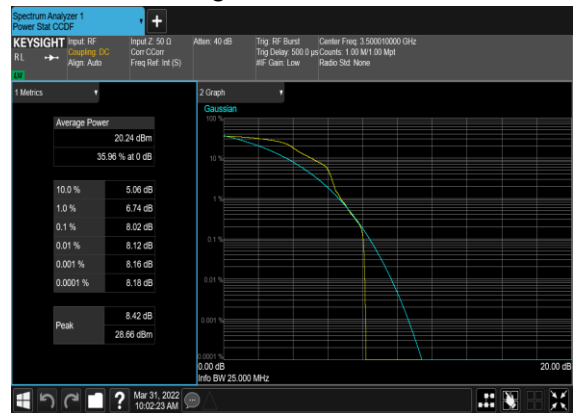 Spectrum Analyzer 1
Power Stat CCDF
+
KEYSIGHT
RL
LW
Input: RF
Coupling: DC
Align: Auto
Input Z: 50 Ω
Corr CCorr
Freq Ref: Int (S)
Atten: 40 dB
Trig: RF Burst
Trig Delay: 500.0 µs
#IF Gain: Low
Center Freq: 3.500010000 GHz
Counts: 1.00 M/1.00 Mpt
Radio Std: None
1 Metrics
Average Power
20.24 dBm
35.96 % at 0 dB
10.0 % 5.06 dB
1.0 % 6.74 dB
0.1 % 8.02 dB
0.01 % 8.12 dB
0.001 % 8.16 dB
0.0001 % 8.18 dB
Peak
8.42 dB
28.66 dBm
2 Graph
Gaussian
100 %
10 %
1 %
0.1 %
0.01 %
0.001 %
0.0001 %
0.00 dB
20.00 dB
Info BW 25.000 MHz
?
Mar 31, 2022
10:02:23 AM